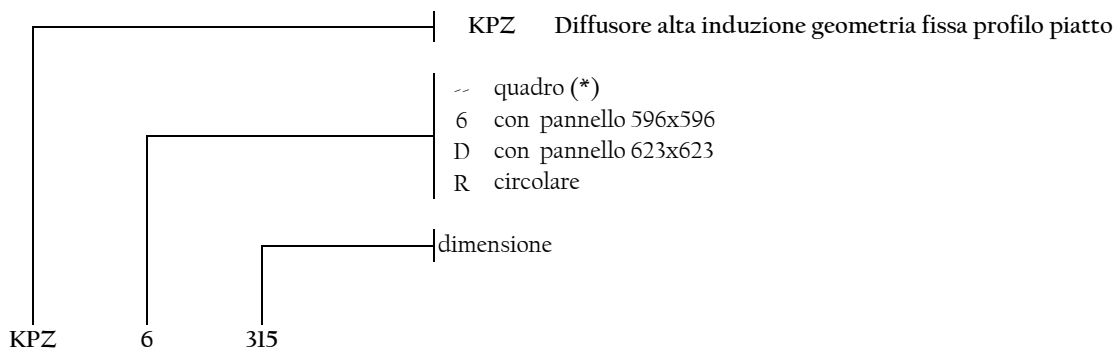 KPZ Diffusore alta induzione geometria fissa profilo piatto
-- quadro (*)
6 con pannello 596x596
D con pannello 623x623
R circolare
dimensione
KPZ 6 315